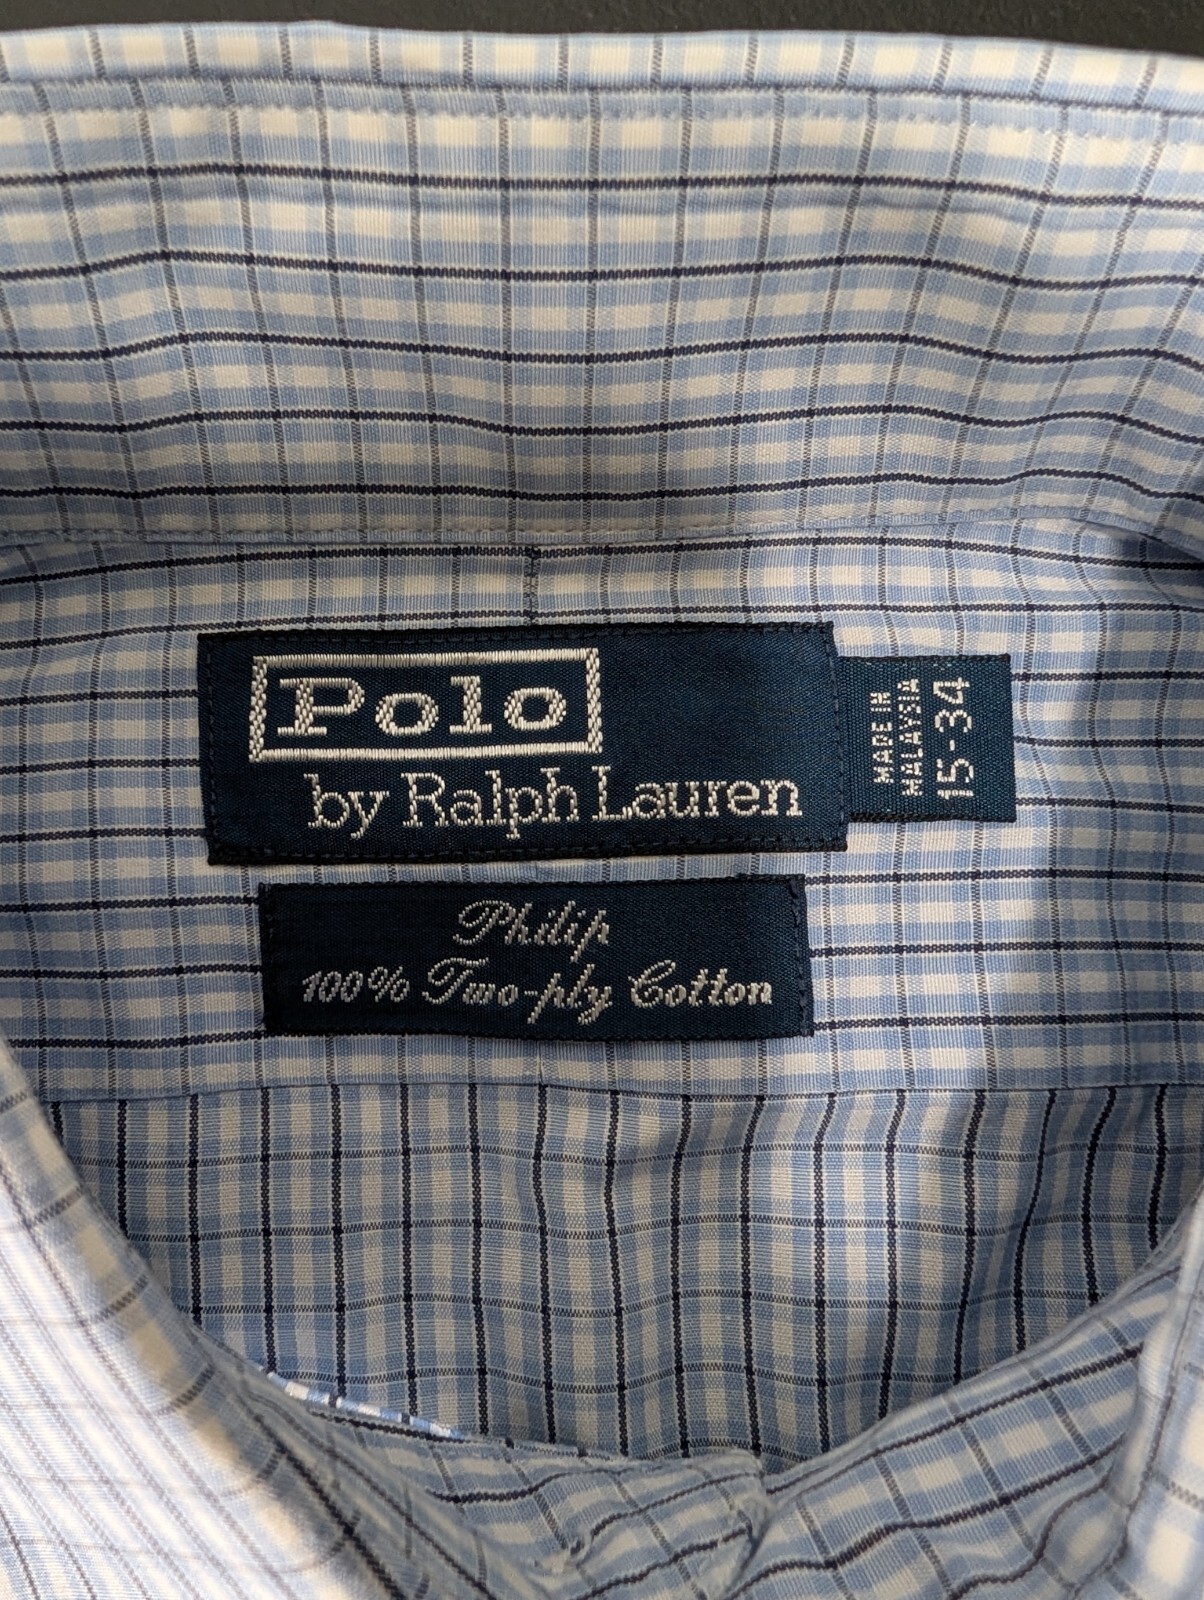 Polo
by Ralph Lauren
MADE IN
MALAYSIA
15-34
Philip
100% Two-ply Cotton